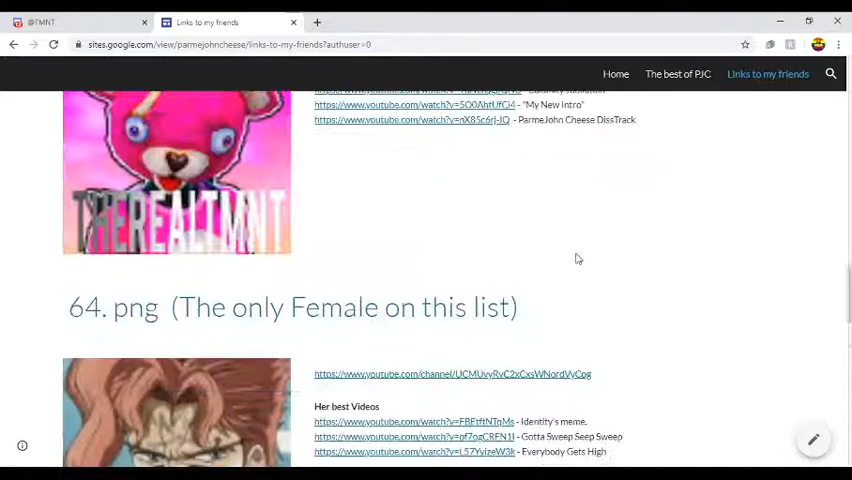 @TMNT
Links to my friends
sites.google.com/view/parmejohncheese/links-to-my-friends?authuser=0
Home The best of PJC Links to my friends
https://www.youtube.com/watch?v=5O0AhtUfCj4 - "My New Intro"
https://www.youtube.com/watch?v=nX85c6rj-IQ - ParmeJohn Cheese DissTrack
THEREALTMNT
64. png (The only Female on this list)
https://www.youtube.com/channel/UCMUvyRvC2xCxsWNqrdVyCog
Her best Videos
https://www.youtube.com/watch?v=FBEtftNTqMs - Identity's meme.
https://www.youtube.com/watch?v=of7ogCRFN1I - Gotta Sweep Seep Sweep
https://www.youtube.com/watch?v=L57YvizeW3k - Everybody Gets High